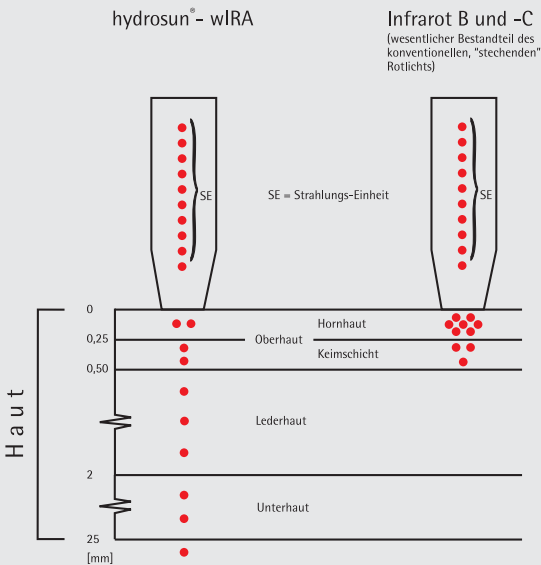 hydrosun® - wIRA
Infrarot B und -C
(wesentlicher Bestandteil des
konventionellen, "stechenden"
Rotlichts)
SE
SE = Strahlungs-Einheit
SE
0
Hornhaut
0,25
Oberhaut
Keimschicht
0,50
Haut
Lederhaut
2
Unterhaut
25
[mm]